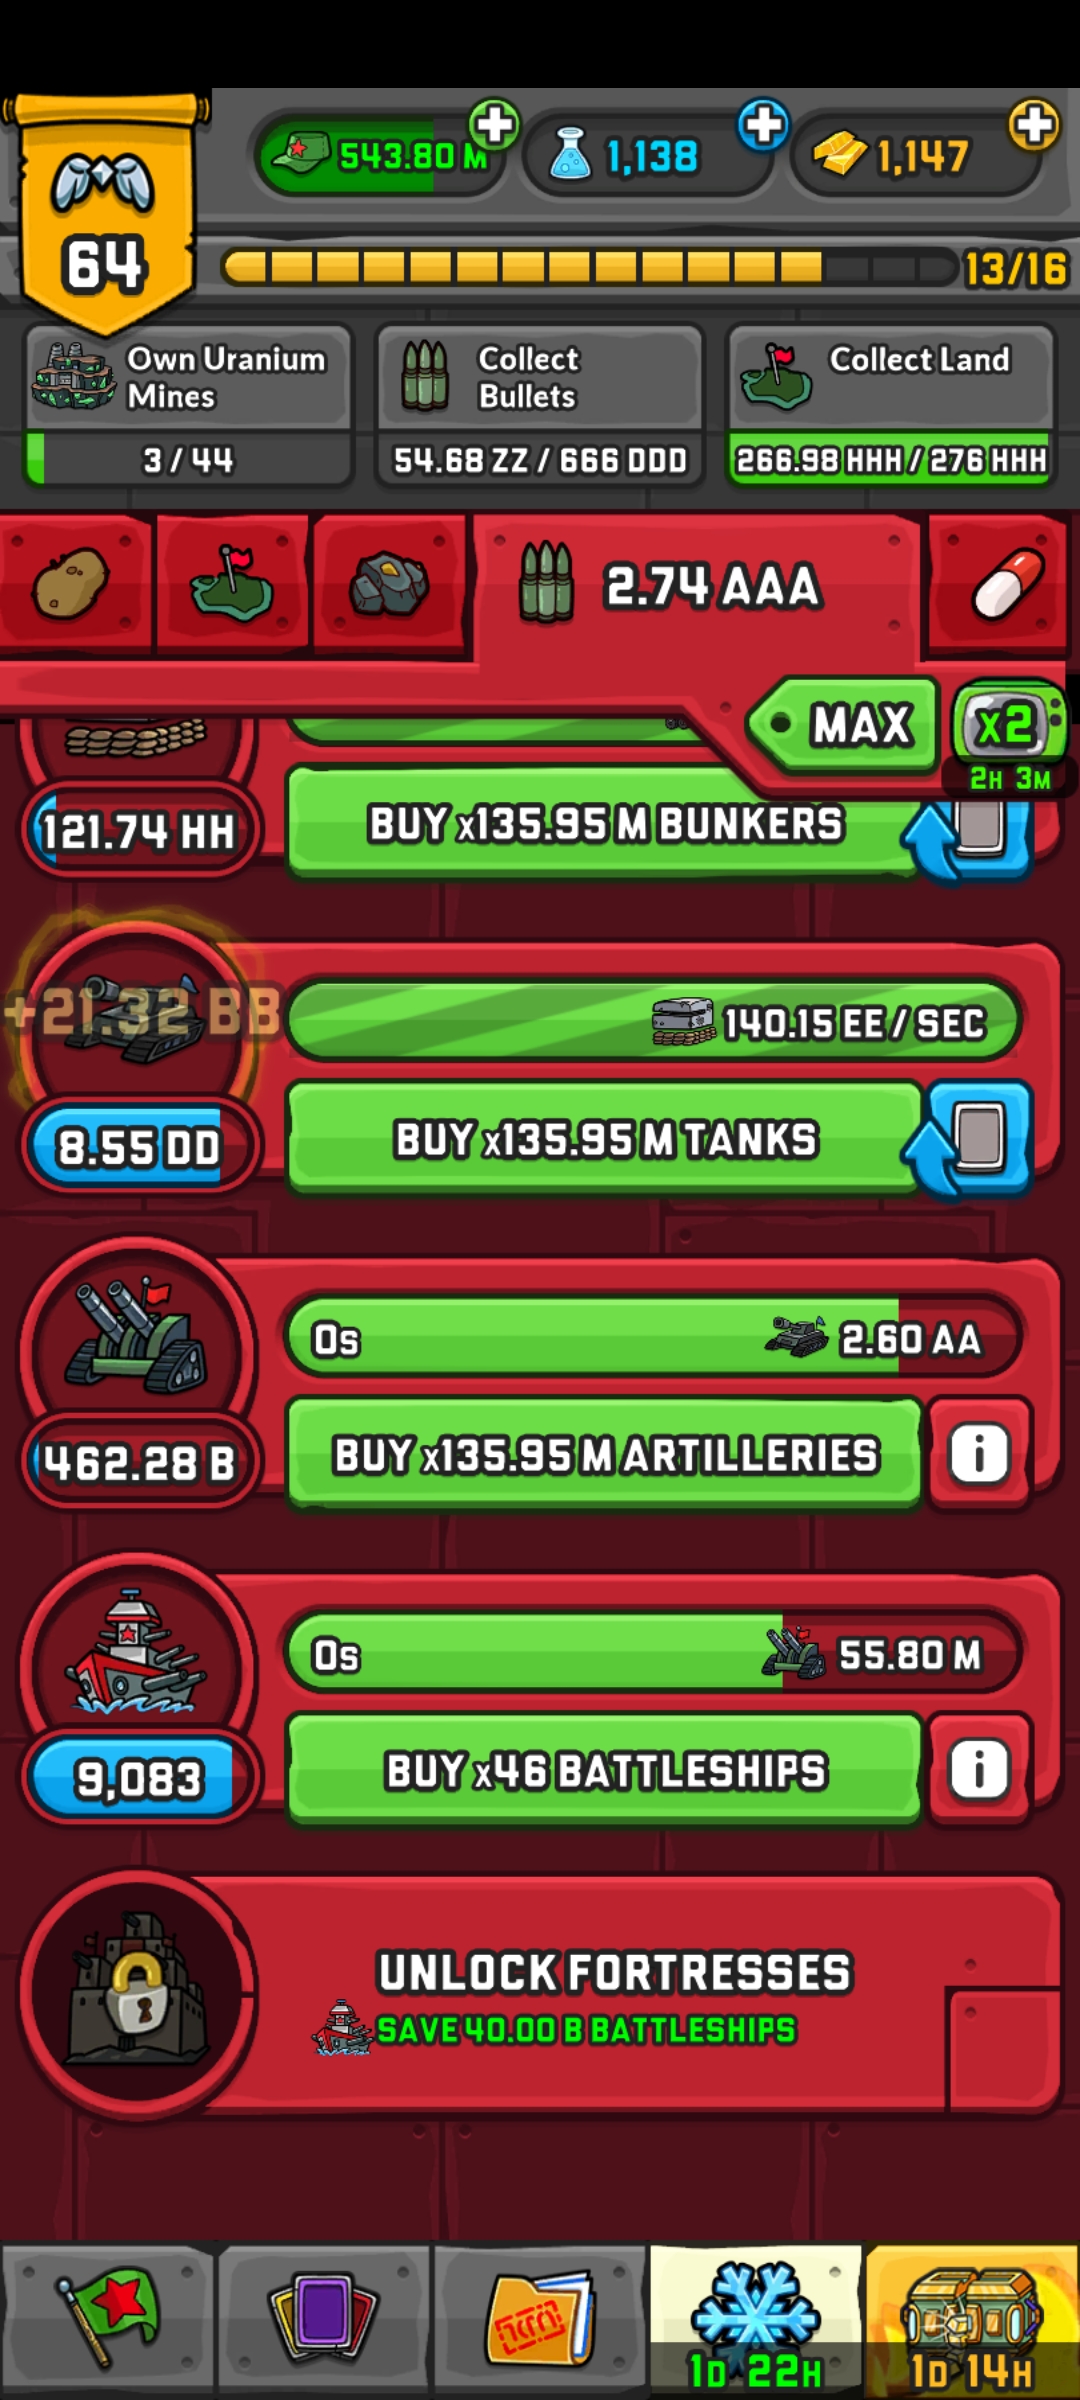 543.80 M
1,138
1,147
64
13/16
Own Uranium
Mines
3 / 44
Collect
Bullets
54.68 ZZ / 666 DDD
Collect Land
266.98 HHH / 276 HHH
2.74 AAA
MAX
X2
2H 3M
121.74 HH
BUY x135.95 M BUNKERS
+21.32 BB
140.15 EE / SEC
8.55 DD
BUY x135.95 M TANKS
0s
2.60 AA
462.28 B
BUY x135.95 M ARTILLERIES
i
0s
55.80 M
9,083
BUY x46 BATTLESHIPS
i
UNLOCK FORTRESSES
SAVE 40.00 B BATTLESHIPS
1D 22H
1D 14H